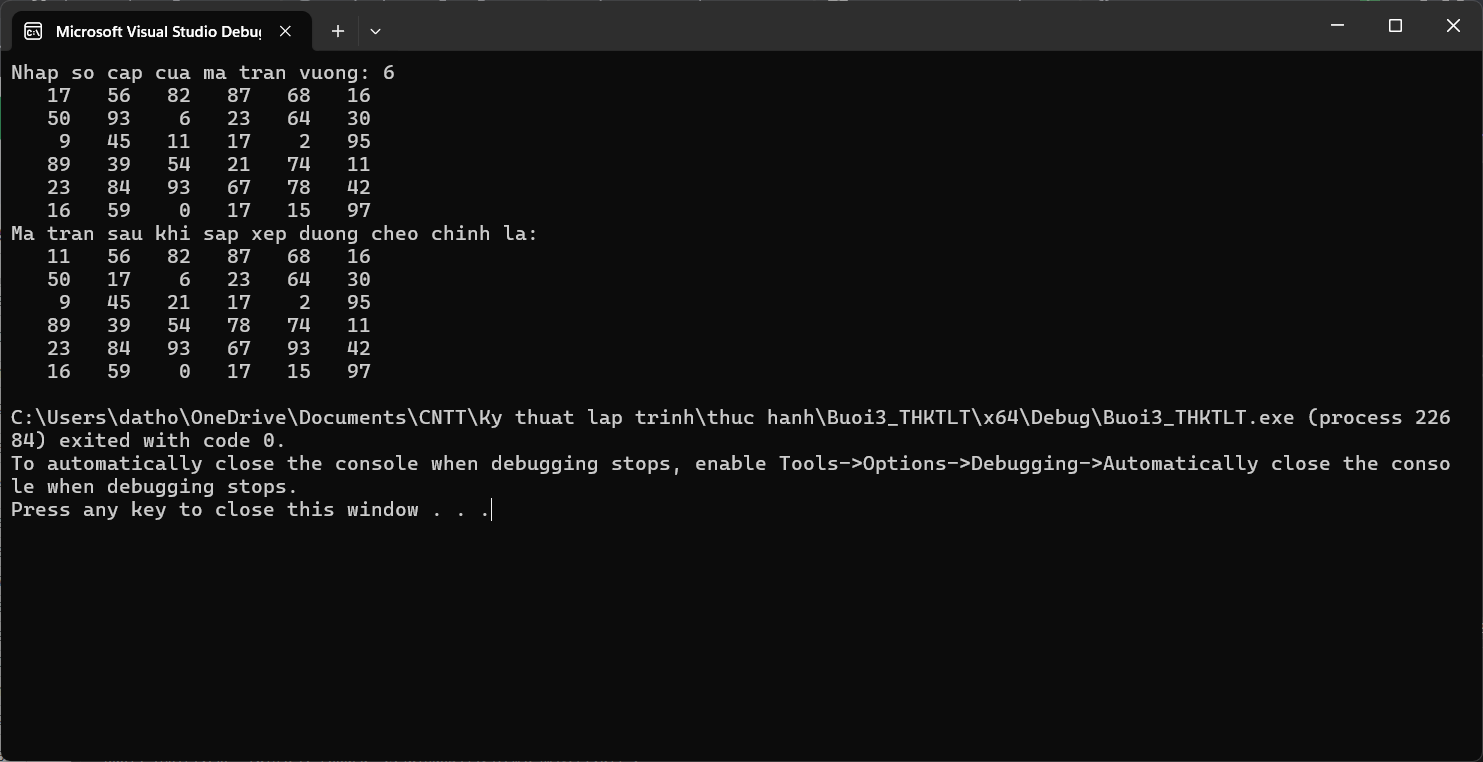 Microsoft Visual Studio Debu
Nhap so cap cua ma tran vuong: 6
17 56 82 87 68 16
50 93 6 23 64 30
9 45 11 17 2 95
89 39 54 21 74 11
23 84 93 67 78 42
16 59 0 17 15 97
Ma tran sau khi sap xep duong cheo chinh la:
11 56 82 87 68 16
50 17 6 23 64 30
9 45 21 17 2 95
89 39 54 78 74 11
23 84 93 67 93 42
16 59 0 17 15 97
C:\Users\datho\OneDrive\Documents\CNTT\Ky thuat lap trinh\thuc hanh\Buoi3_THKTLT\x64\Debug\Buoi3_THKTLT.exe (process 226
84) exited with code 0.
To automatically close the console when debugging stops, enable Tools->Options->Debugging->Automatically close the conso
le when debugging stops.
Press any key to close this window . . .